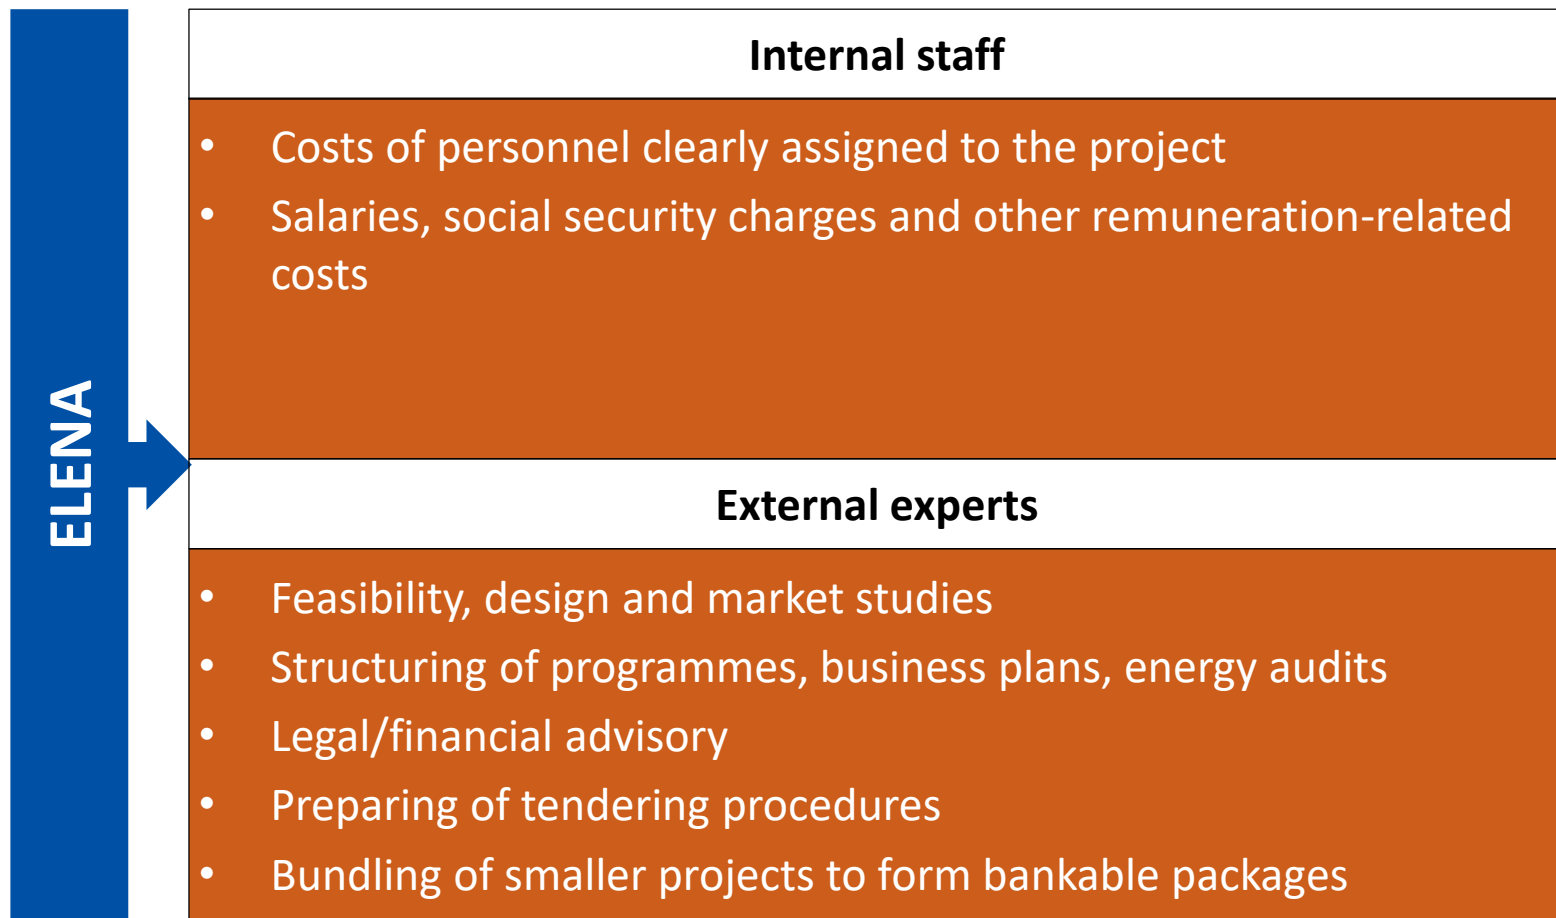 ELENA
Internal staff
• Costs of personnel clearly assigned to the project
• Salaries, social security charges and other remuneration-related
costs
External experts
• Feasibility, design and market studies
• Structuring of programmes, business plans, energy audits
• Legal/financial advisory
• Preparing of tendering procedures
• Bundling of smaller projects to form bankable packages